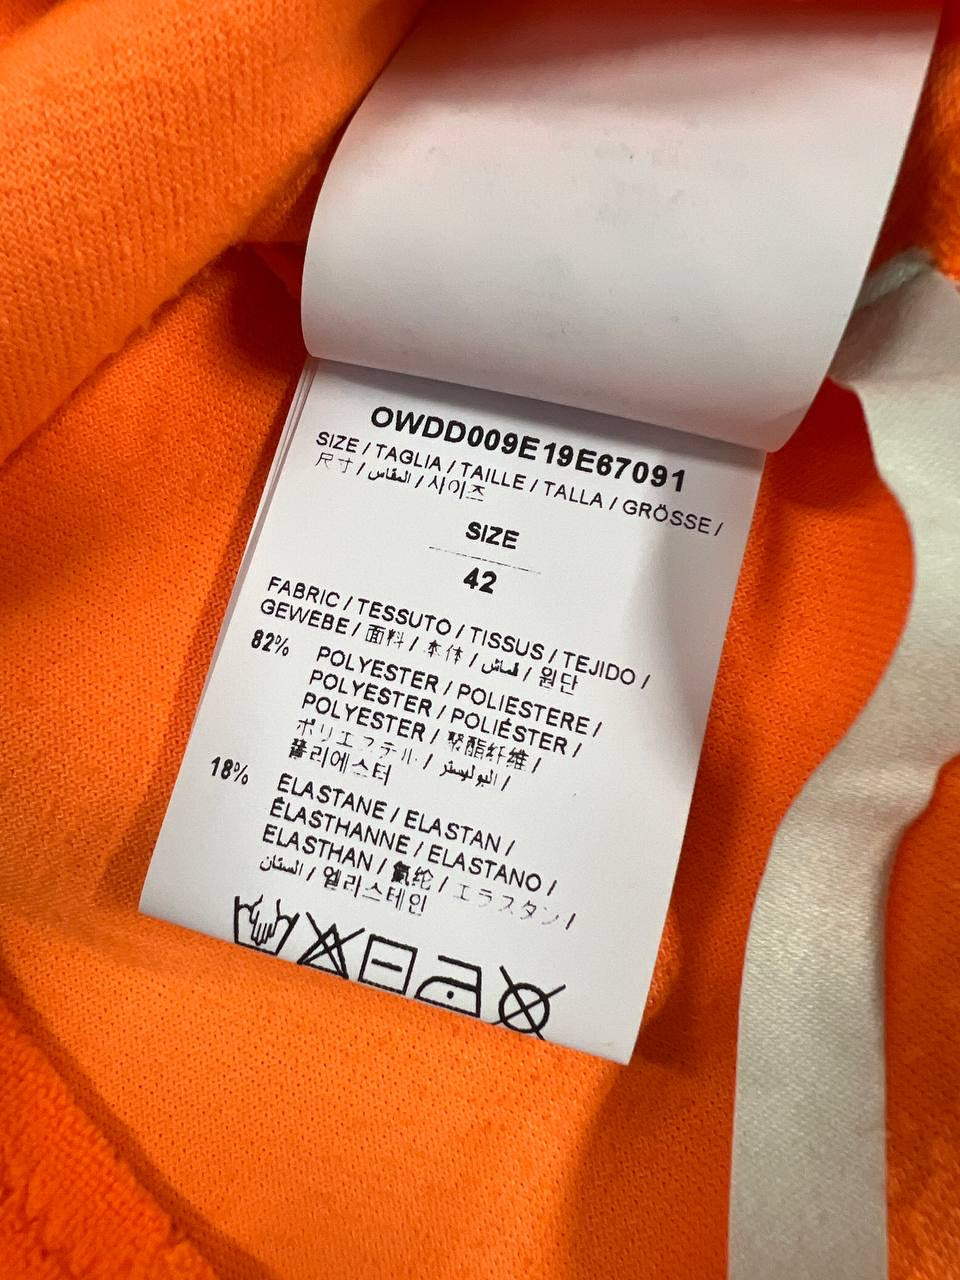 OWDD009E19E67091
SIZE / TAGLIA / TAILLE / TALLA / GRÖSSE /
尺寸 / المقاس / 사이즈
SIZE
42
FABRIC / TESSUTO / TISSUS / TEJIDO /
GEWEBE / 面料 / 本体 / قماش / 원단
82% POLYESTER / POLIESTERE /
POLYESTER / POLIÉSTER /
POLYESTER / 聚酯纤维 /
ポリエステル / البوليستر /
폴리에스터
18% ELASTANE / ELASTAN /
ÉLASTHANNE / ELASTANO /
ELASTHAN / 氨纶 / エラスタン /
الستان / 엘리스테인